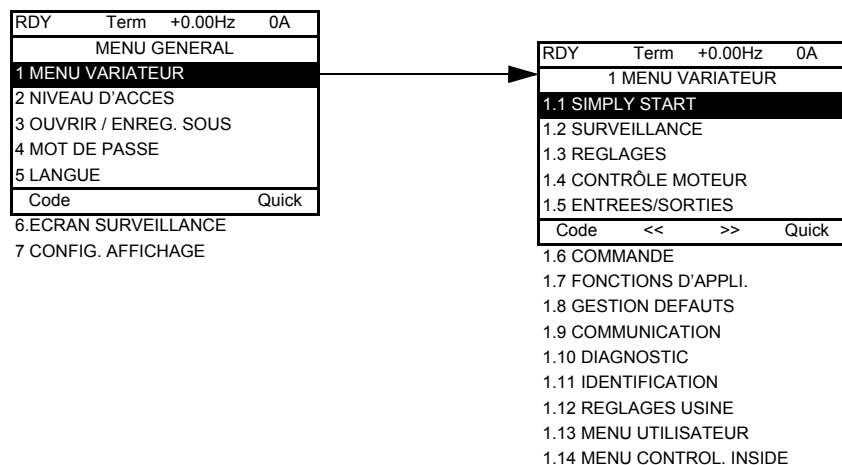 RDY Term +0.00Hz 0A
MENU GENERAL
1 MENU VARIATEUR
2 NIVEAU D'ACCES
3 OUVRIR / ENREG. SOUS
4 MOT DE PASSE
5 LANGUE
Code Quick
6.ECRAN SURVEILLANCE
7 CONFIG. AFFICHAGE
RDY Term +0.00Hz 0A
1 MENU VARIATEUR
1.1 SIMPLY START
1.2 SURVEILLANCE
1.3 REGLAGES
1.4 CONTRÔLE MOTEUR
1.5 ENTREES/SORTIES
Code << >> Quick
1.6 COMMANDE
1.7 FONCTIONS D'APPLI.
1.8 GESTION DEFAUTS
1.9 COMMUNICATION
1.10 DIAGNOSTIC
1.11 IDENTIFICATION
1.12 REGLAGES USINE
1.13 MENU UTILISATEUR
1.14 MENU CONTROL. INSIDE